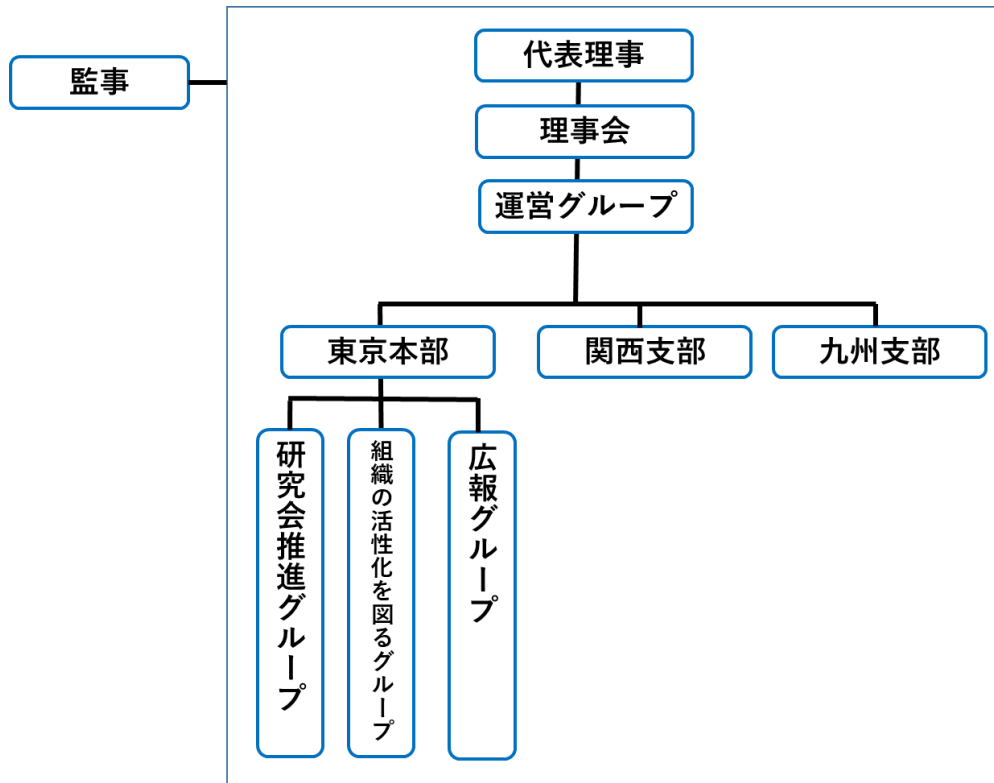 監事
代表理事
理事会
運営グループ
東京本部
関西支部
九州支部
研究会推進グループ
組織の活性化を図るグループ
広報グループ